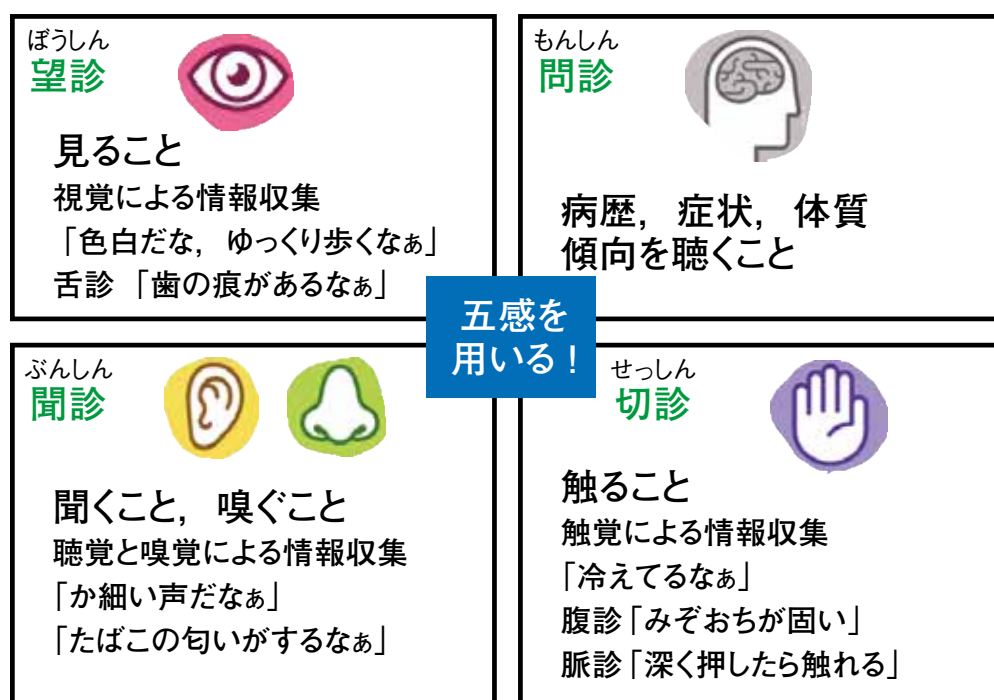 ぼうしん
望診
見ること
視覚による情報収集
「色白だな，ゆっくり歩くなぁ」
舌診「歯の痕があるなぁ」
もんしん
問診
病歴，症状，体質
傾向を聴くこと
五感を
用いる！
ぶんしん
聞診
聞くこと，嗅ぐこと
聴覚と嗅覚による情報収集
「か細い声だなぁ」
「たばこの匂いがするなぁ」
せっしん
切診
触ること
触覚による情報収集
「冷えてるなぁ」
腹診「みぞおちが固い」
脈診「深く押したら触れる」